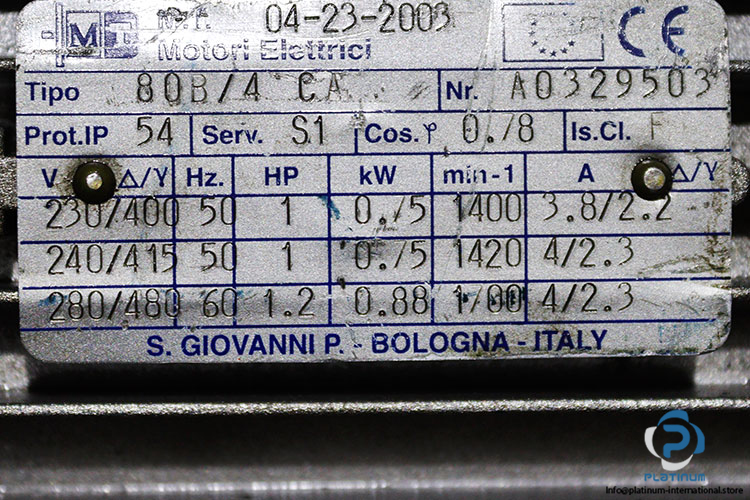 M.T. 04-23-2003
Motori Elettrici
CE
Tipo 80B/4 CA Nr. A0329503
Prot.IP 54 Serv. S1 Cos.φ 0.78 Is.Cl. F
V Δ/Y Hz. HP kW min-1 A Δ/Y
230/400 50 1 0.75 1400 3.8/2.2
240/415 50 1 0.75 1420 4/2.3
280/480 60 1.2 0.88 1700 4/2.3
S. GIOVANNI P. - BOLOGNA - ITALY
PLATINUM
Info@platinum-international.store